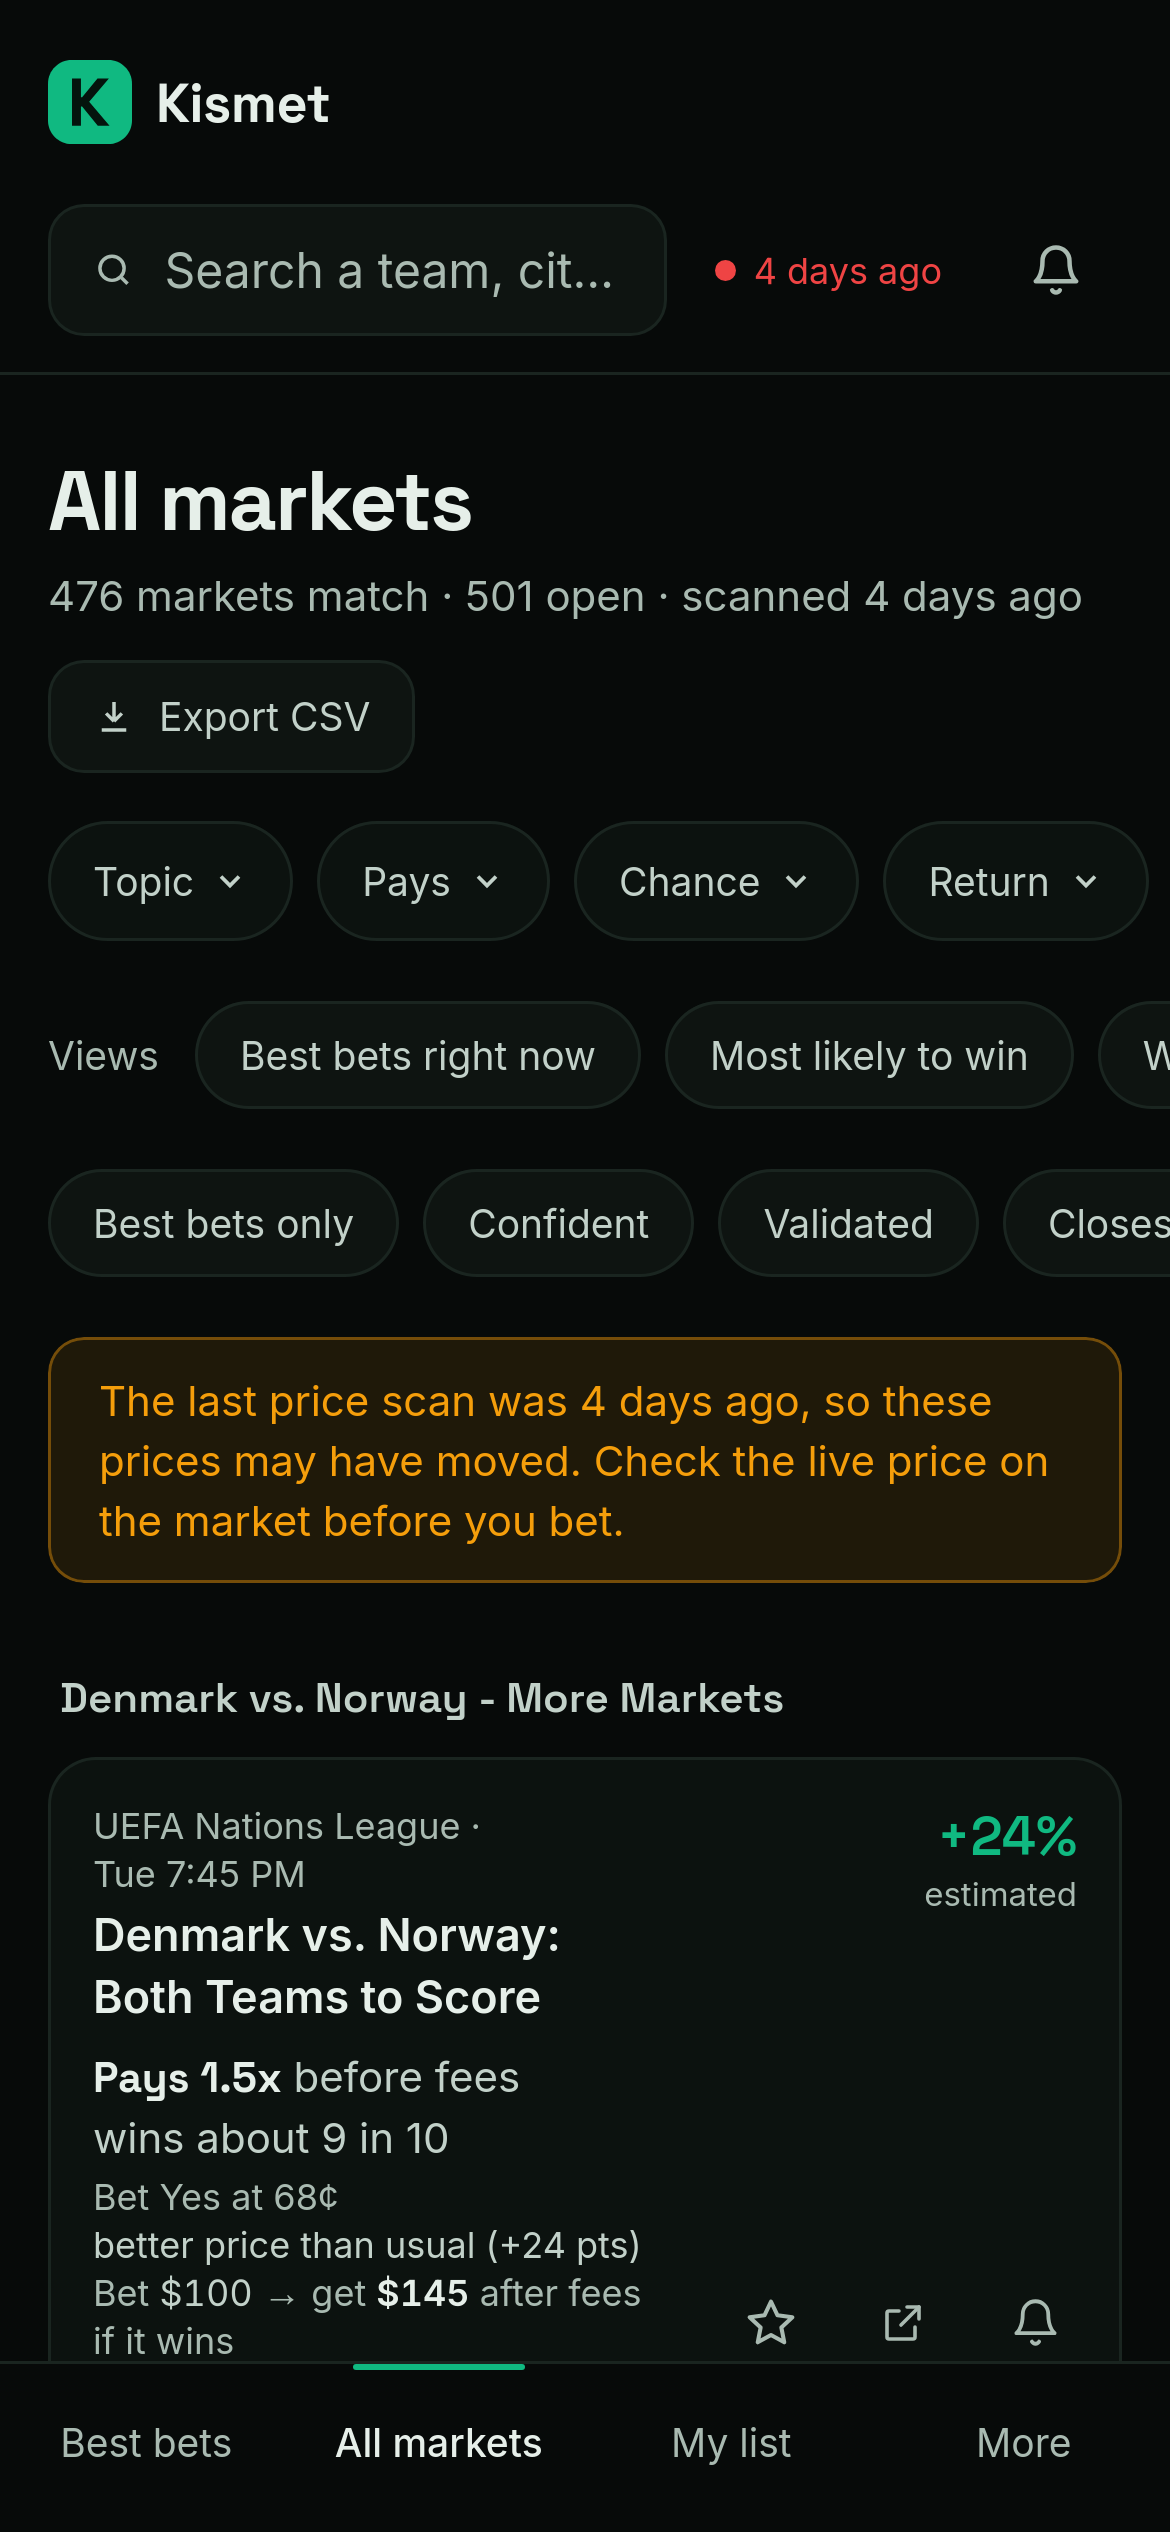 K Kismet
Search a team, cit...
4 days ago
All markets
476 markets match · 501 open · scanned 4 days ago
Export CSV
Topic
Pays
Chance
Return
Views
Best bets right now
Most likely to win
Best bets only
Confident
Validated
Closes
The last price scan was 4 days ago, so these
prices may have moved. Check the live price on
the market before you bet.
Denmark vs. Norway - More Markets
UEFA Nations League ·
Tue 7:45 PM
+24%
estimated
Denmark vs. Norway:
Both Teams to Score
Pays 1.5x before fees
wins about 9 in 10
Bet Yes at 68¢
better price than usual (+24 pts)
Bet $100 → get $145 after fees
if it wins
Best bets
All markets
My list
More